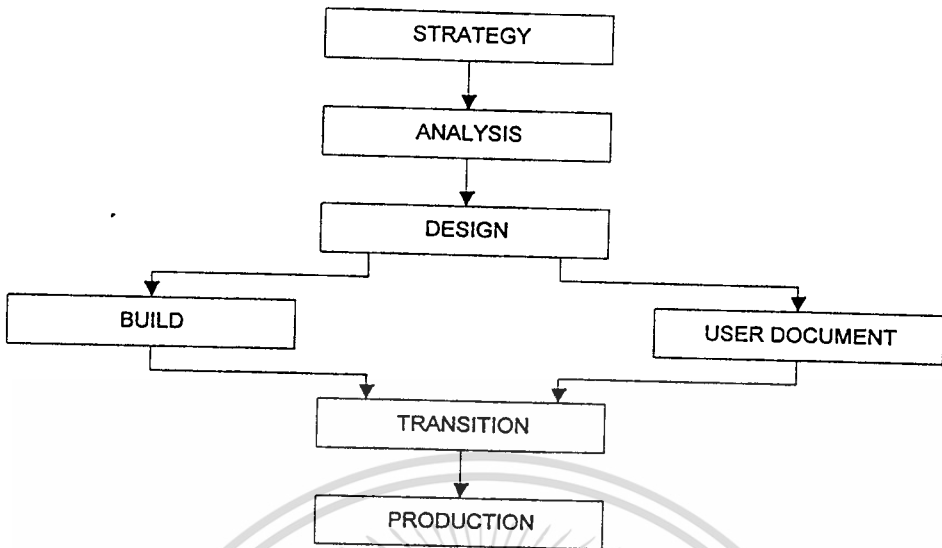 STRATEGY
ANALYSIS
DESIGN
BUILD
USER DOCUMENT
TRANSITION
PRODUCTION